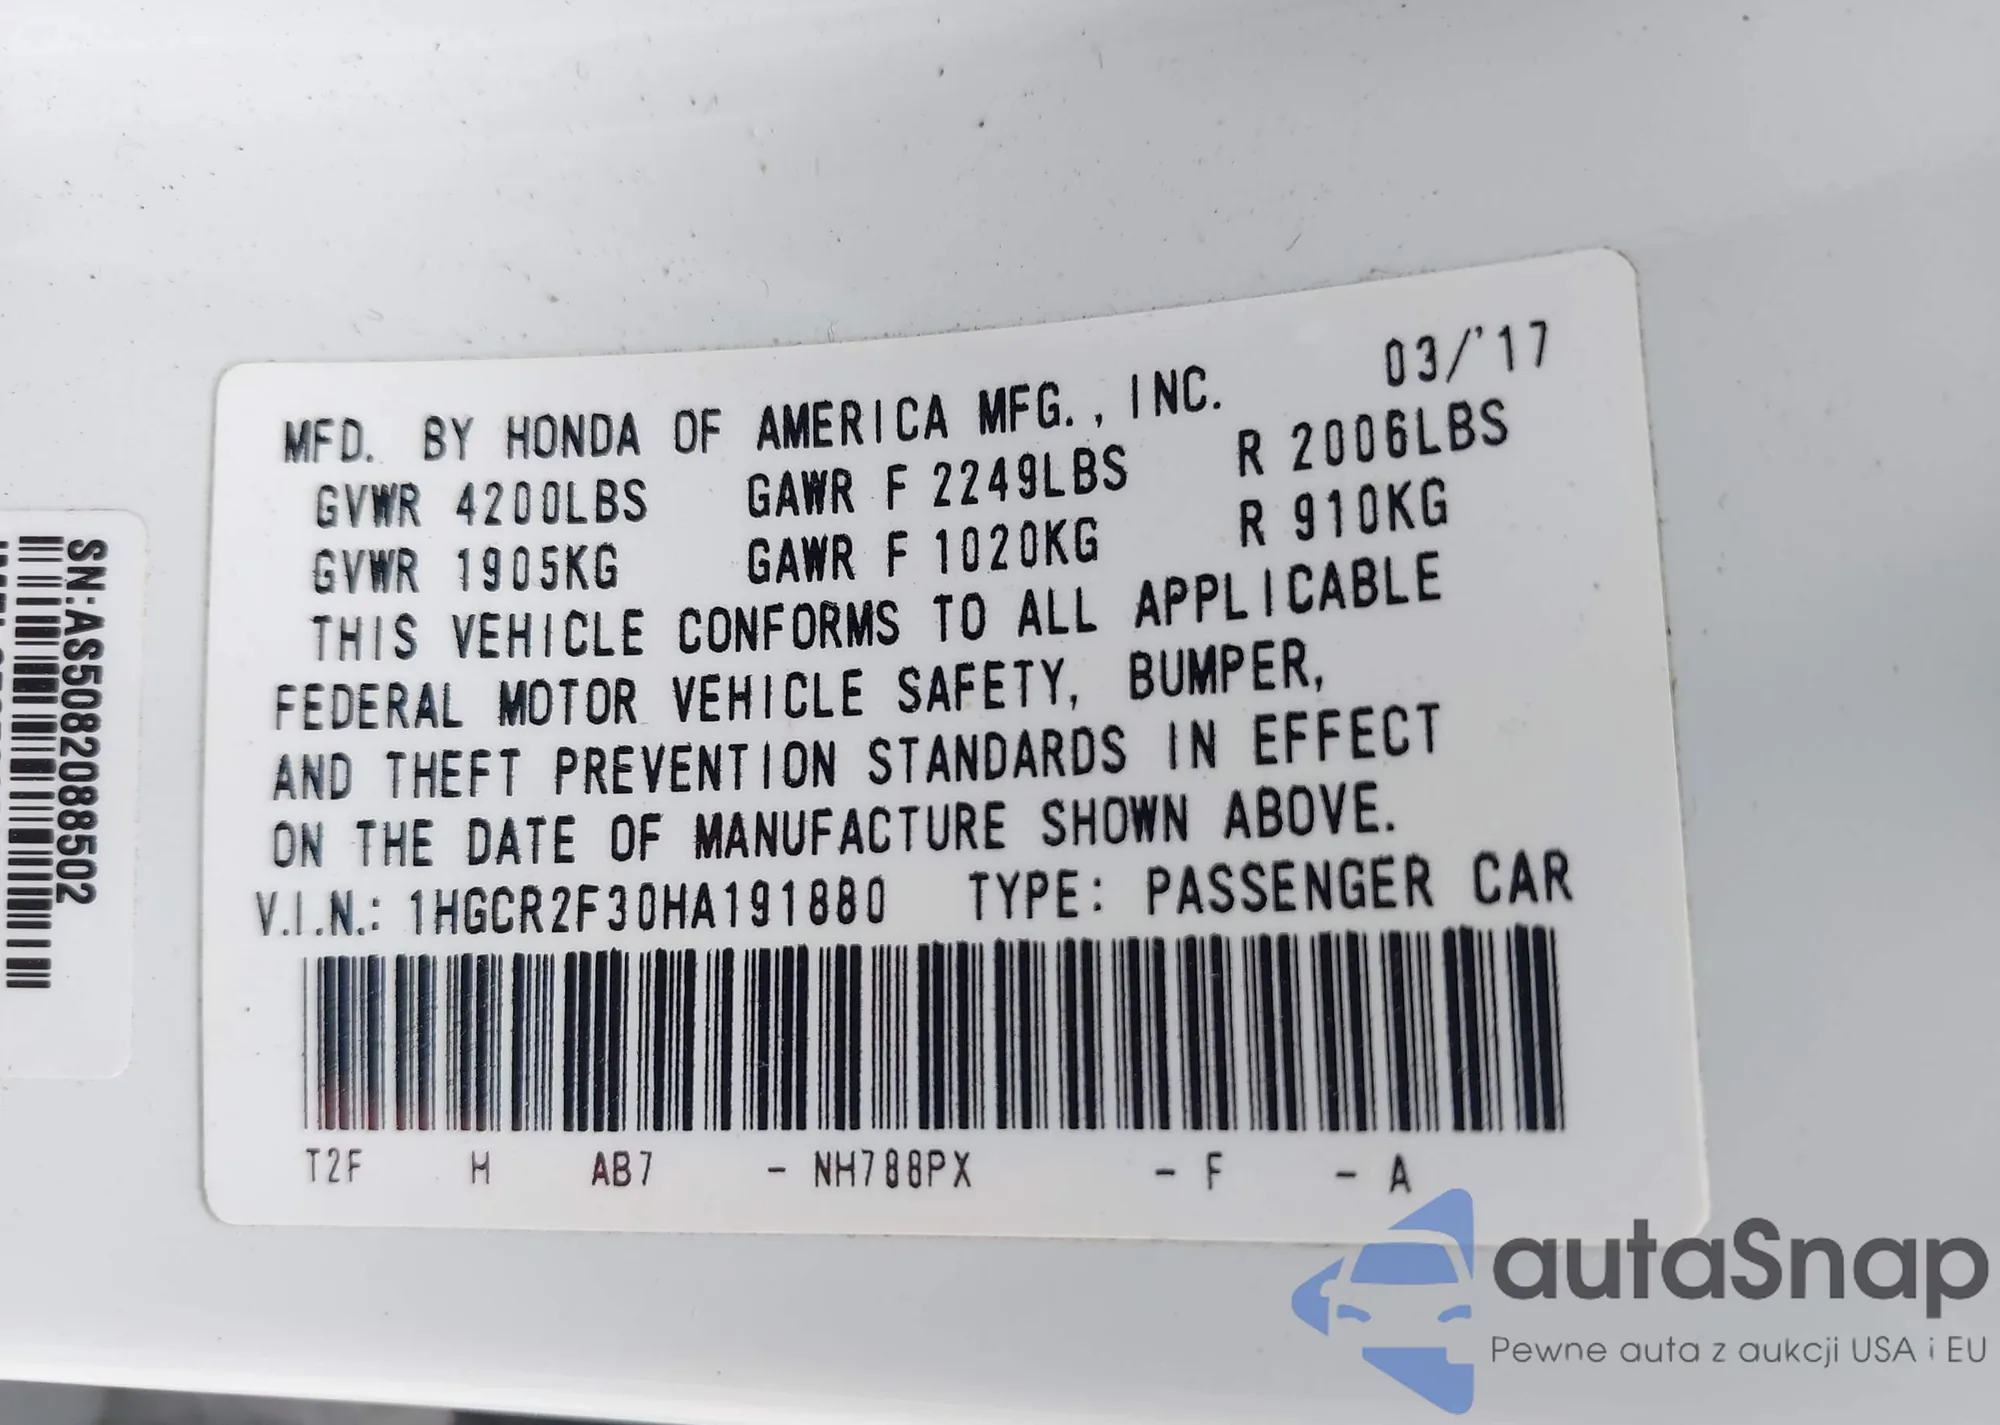 MFD. BY HONDA OF AMERICA MFG., INC. 03/'17
GVWR 4200LBS GAWR F 2249LBS R 2006LBS
GVWR 1905KG GAWR F 1020KG R 910KG
THIS VEHICLE CONFORMS TO ALL APPLICABLE
FEDERAL MOTOR VEHICLE SAFETY, BUMPER,
AND THEFT PREVENTION STANDARDS IN EFFECT
ON THE DATE OF MANUFACTURE SHOWN ABOVE.
V.I.N.: 1HGCR2F30HA191880 TYPE: PASSENGER CAR
T2F H AB7 - NH788PX - F - A
SN:AS5082088502
autaSnap
Pewne auta z aukcji USA i EU